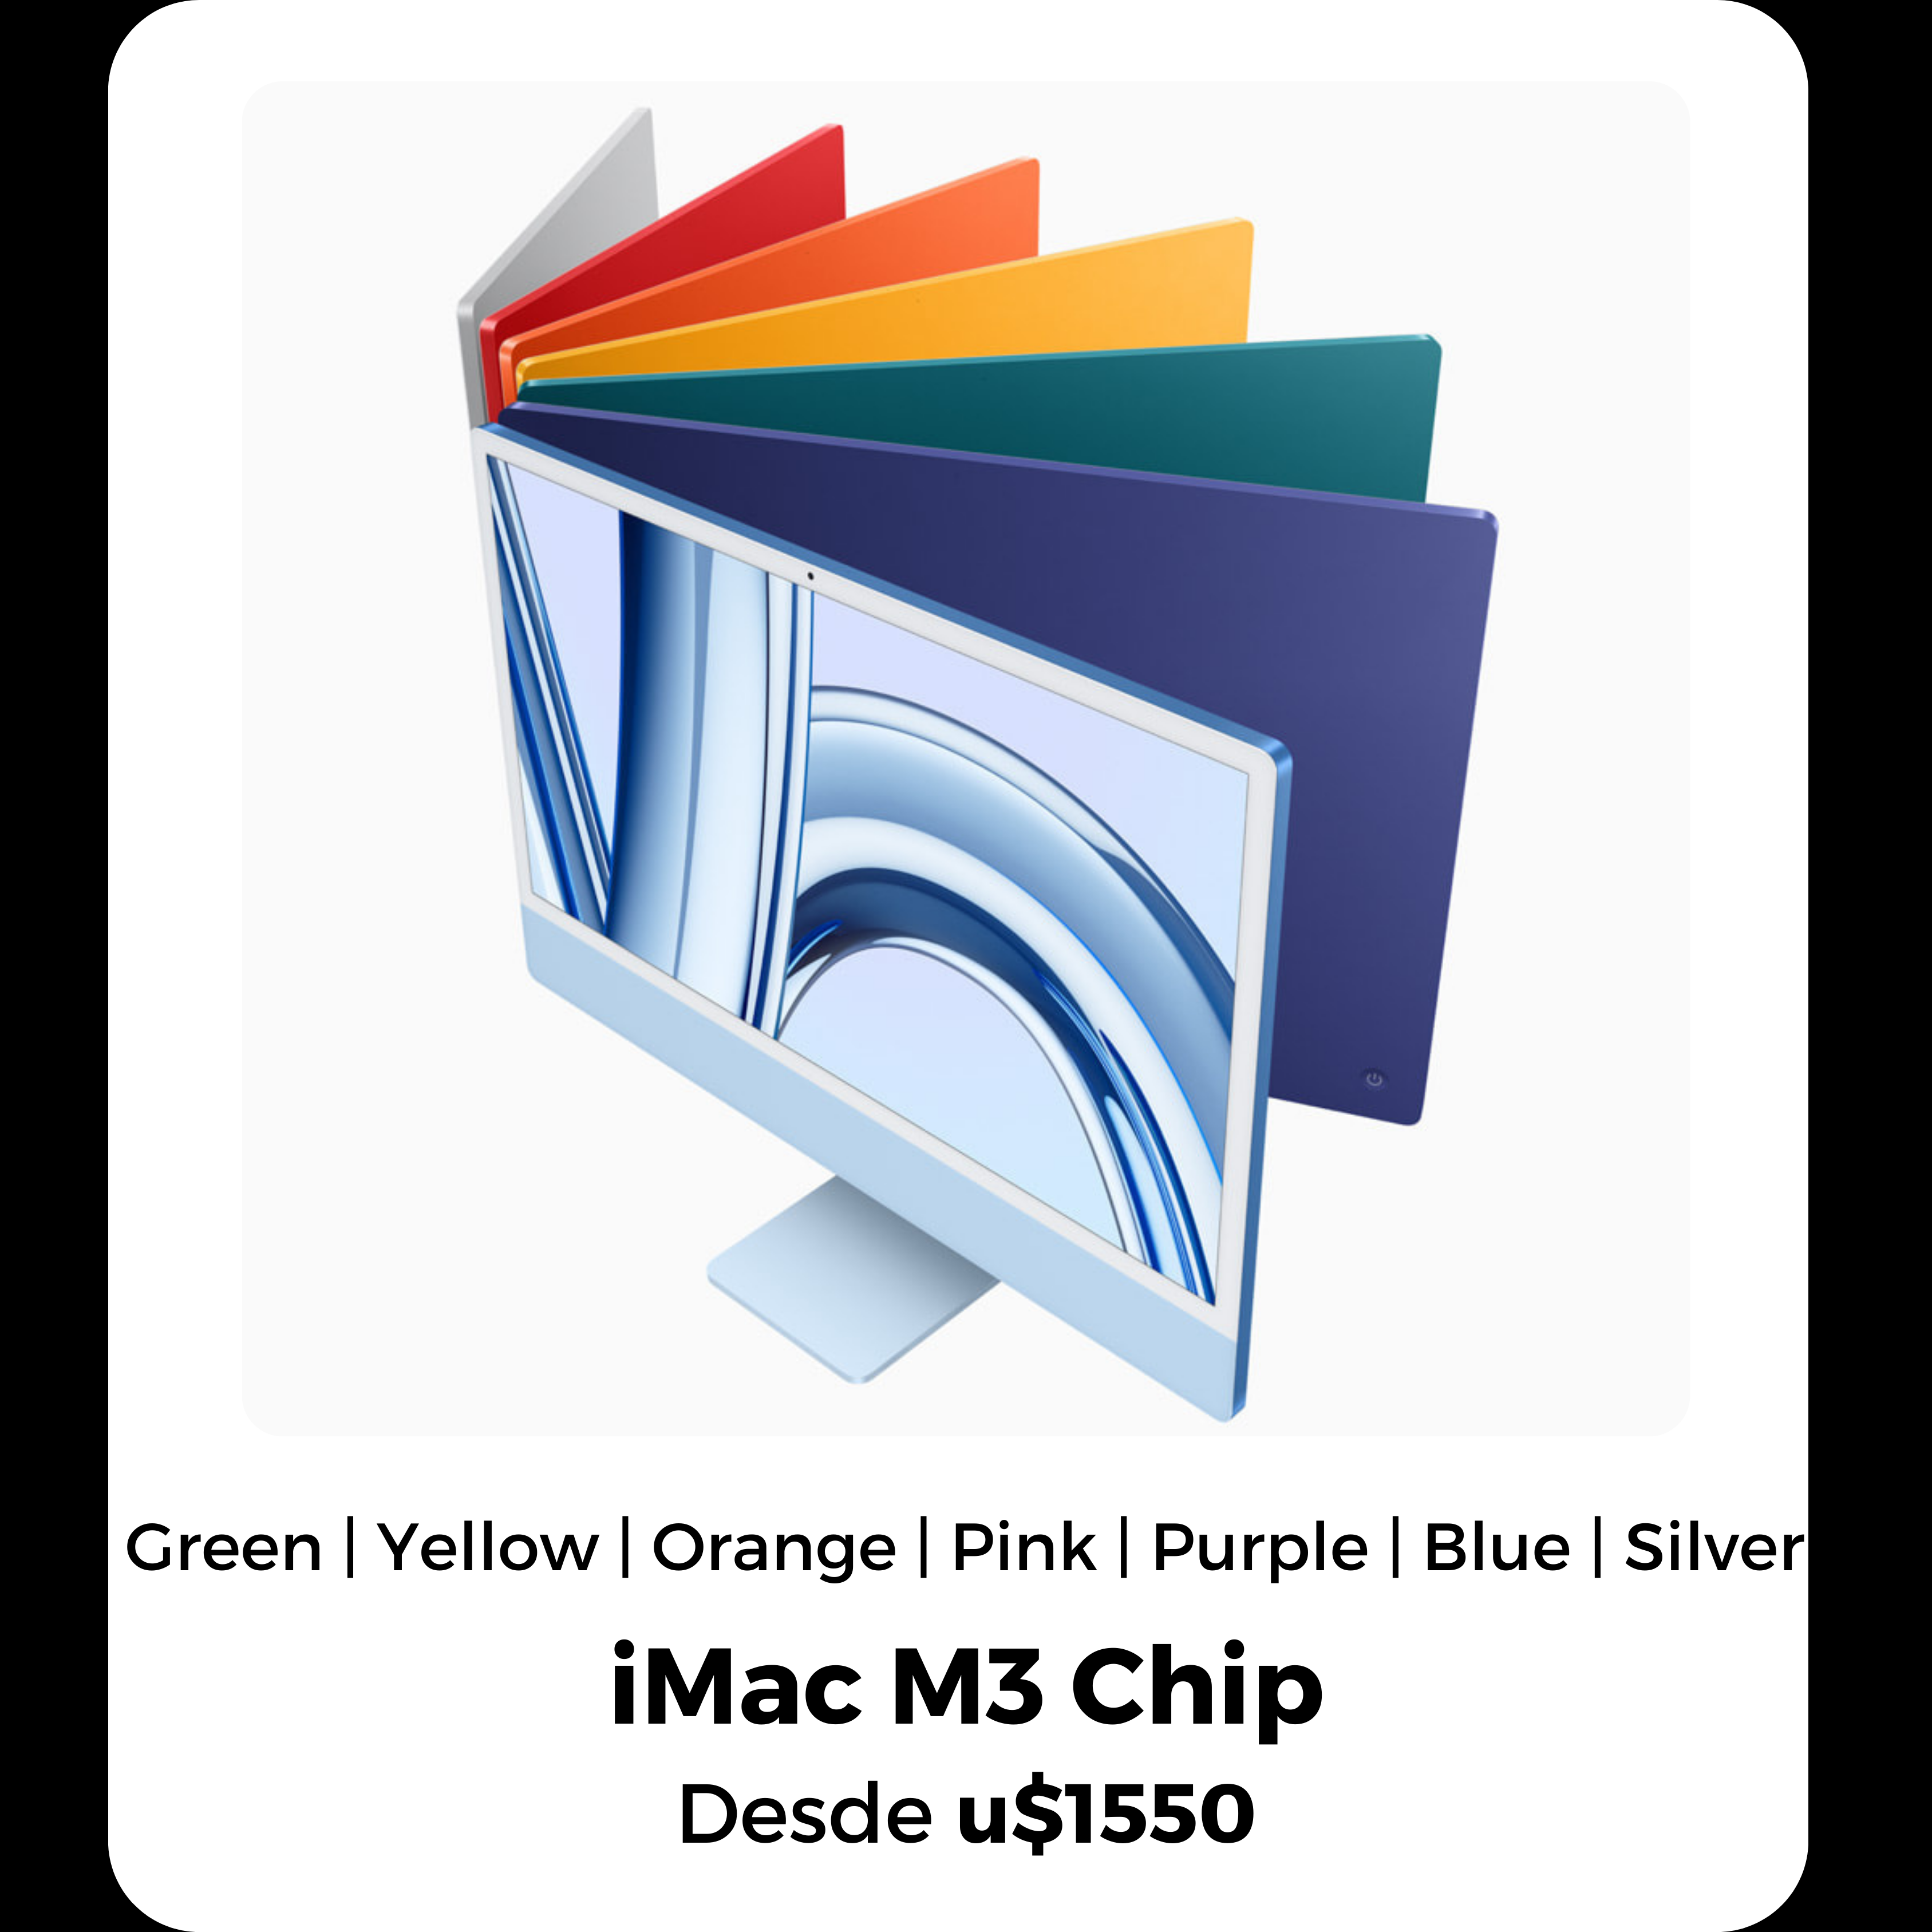 Green | Yellow | Orange | Pink | Purple | Blue | Silver
iMac M3 Chip
Desde u$1550